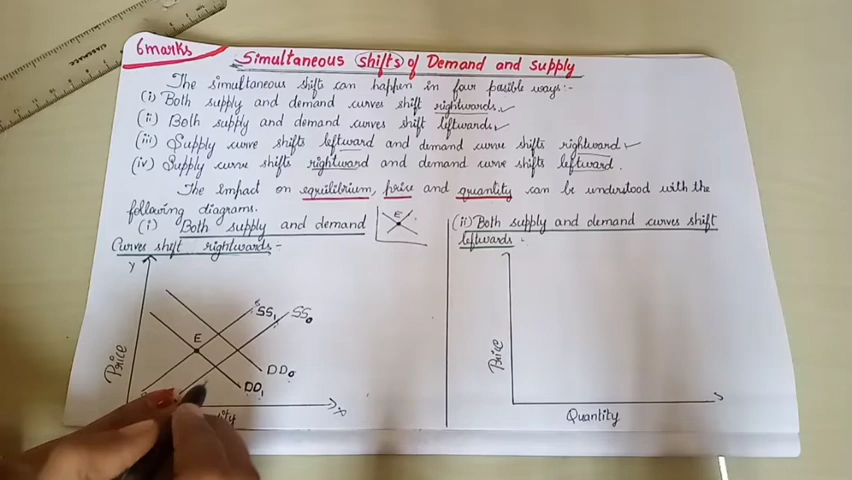 6 marks
Simultaneous shifts of Demand and supply
The simultaneous shift can happen in four posible ways:-
(i) Both supply and demand curves shift rightwards.
(ii) Both supply and demand curves shift leftwards
(iii) Supply curve shifts leftward and demand curve shifts rightward
(iv) Supply curve shifts rightward and demand curve shifts leftward.
The impact on equilibrium, price and quantity can be understood with the
following diagrams.
(i) Both supply and demand
Curves shift rightwards:-
E
Y
Price
E
SS1
SS0
DD0
DD1
X
(ii) Both supply and demand curves shift
leftwards.
Price
Quantity